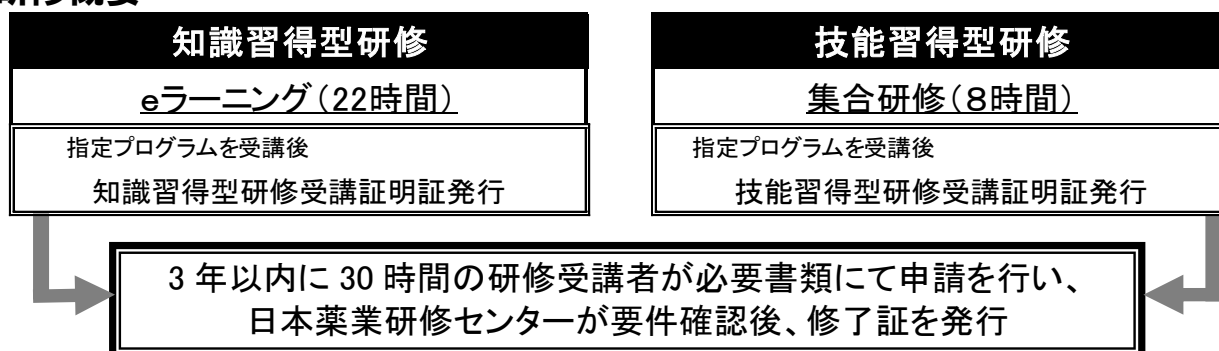 知識習得型研修
eラーニング(22時間)
指定プログラムを受講後
知識習得型研修受講証明証発行
技能習得型研修
集合研修(8時間)
指定プログラムを受講後
技能習得型研修受講証明証発行
3 年以内に 30 時間の研修受講者が必要書類にて申請を行い、
日本薬業研修センターが要件確認後、修了証を発行